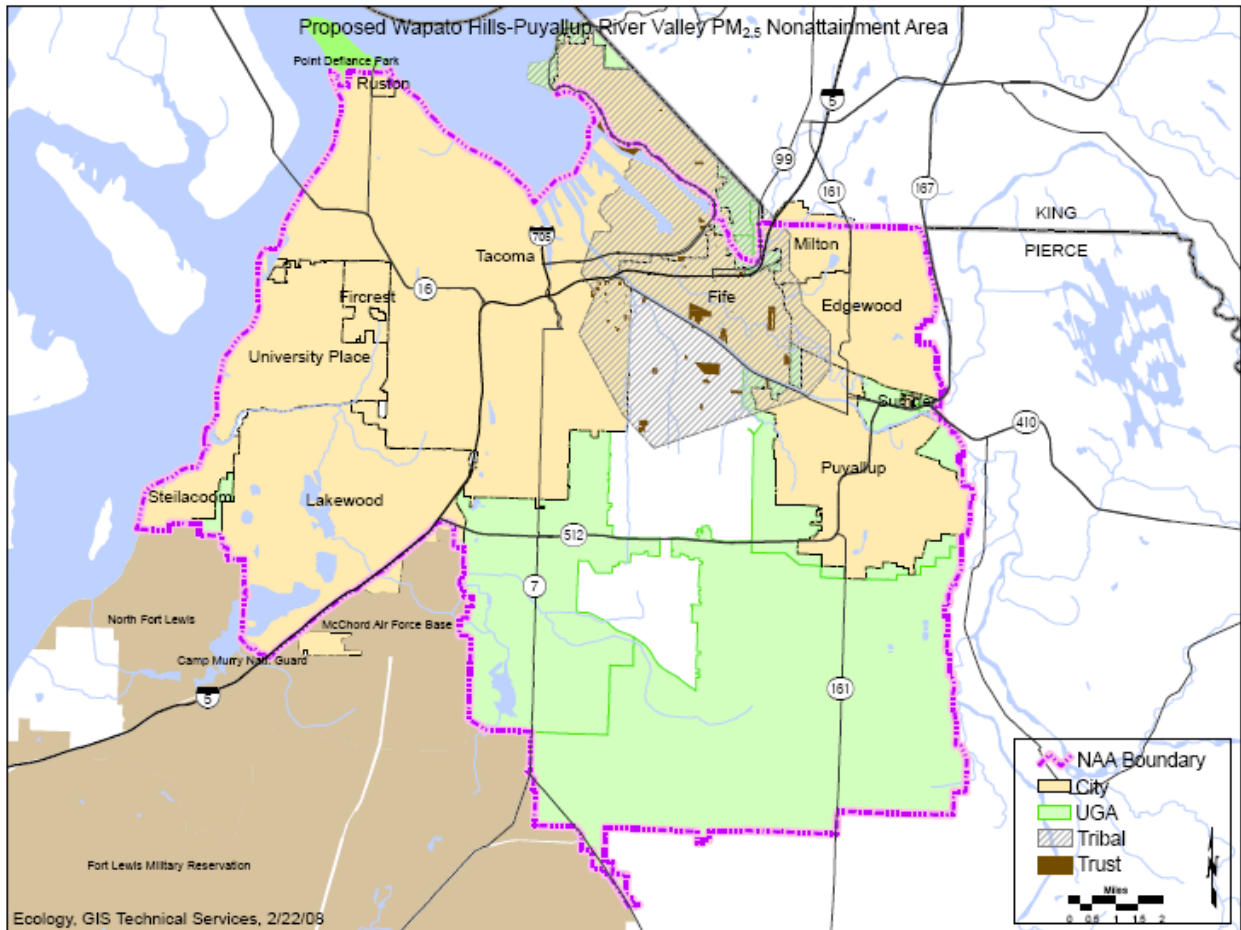 Proposed Wapato Hills-Puyallup River Valley PM2.5 Nonattainment Area
Point Defiance Park
Ruston
5
99
161
167
KING
PIERCE
705
Tacoma
Milton
16
Fircrest
Fife
Edgewood
University Place
Sumner
410
Puyallup
Steilacoom
Lakewood
512
7
North Fort Lewis
McChord Air Force Base
Camp Murry Natl. Guard
5
161
Fort Lewis Military Reservation
NAA Boundary
City
UGA
Tribal
Trust
N
Miles
0 0.5 1 1.5 2
Ecology, GIS Technical Services, 2/22/08